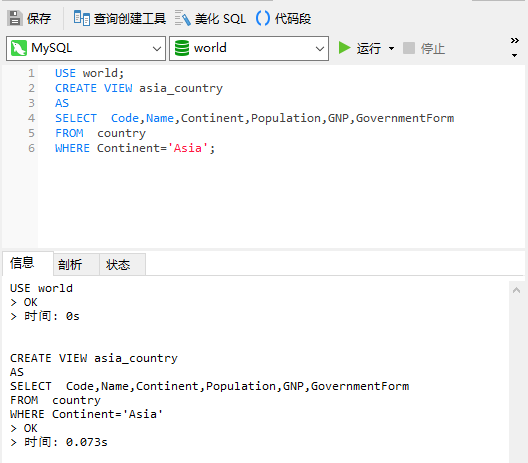 保存 查询创建工具 美化 SQL () 代码段
MySQL world 运行 停止
1 USE world;
2 CREATE VIEW asia_country
3 AS
4 SELECT  Code,Name,Continent,Population,GNP,GovernmentForm
5 FROM  country
6 WHERE Continent='Asia';
信息 剖析 状态
USE world
> OK
> 时间: 0s
CREATE VIEW asia_country
AS
SELECT  Code,Name,Continent,Population,GNP,GovernmentForm
FROM  country
WHERE Continent='Asia'
> OK
> 时间: 0.073s